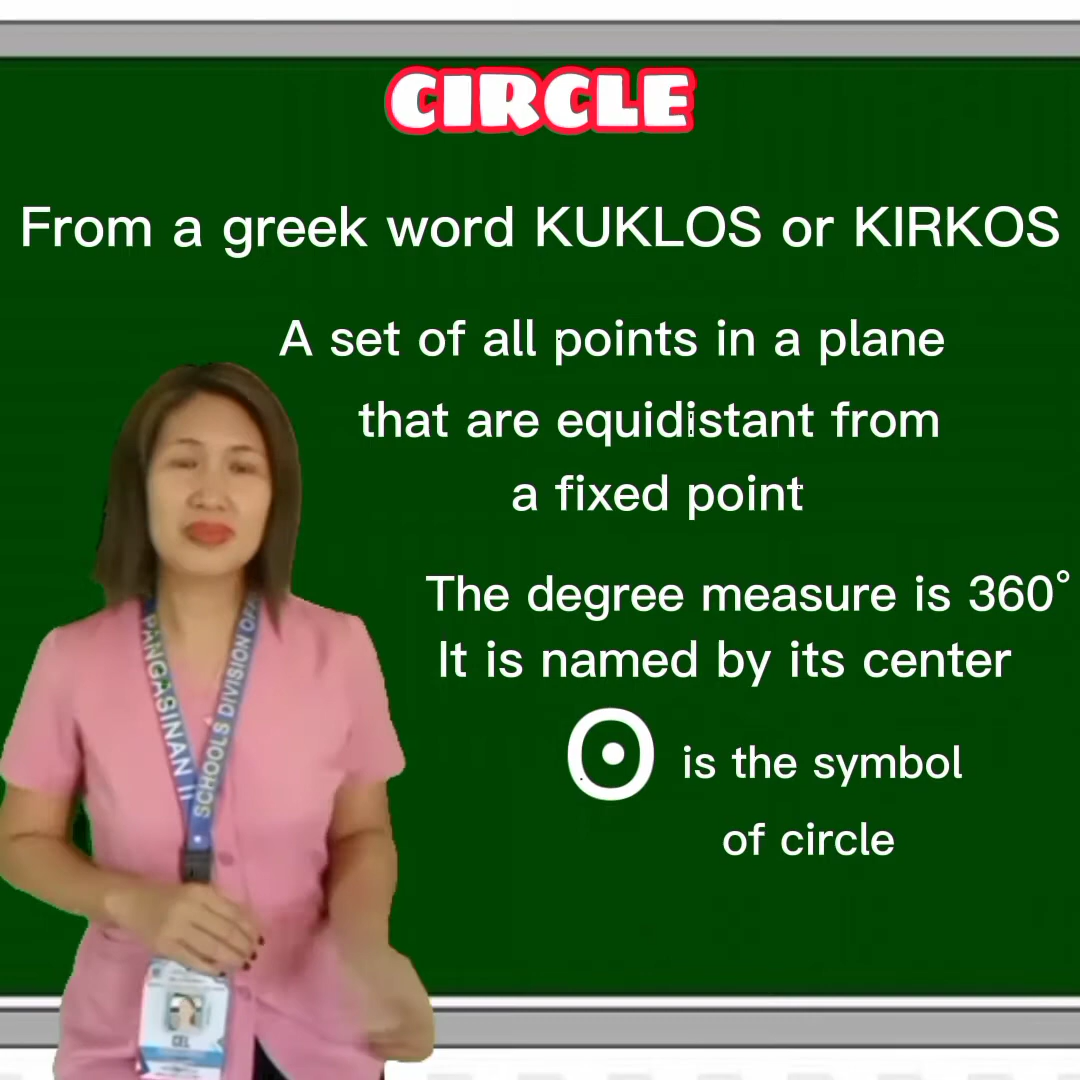 CIRCLE
From a greek word KUKLOS or KIRKOS
A set of all points in a plane
that are equidistant from
a fixed point
The degree measure is 360°
It is named by its center
⊙ is the symbol
of circle
PANGASINAN II
SCHOOLS DIVISION
CEL